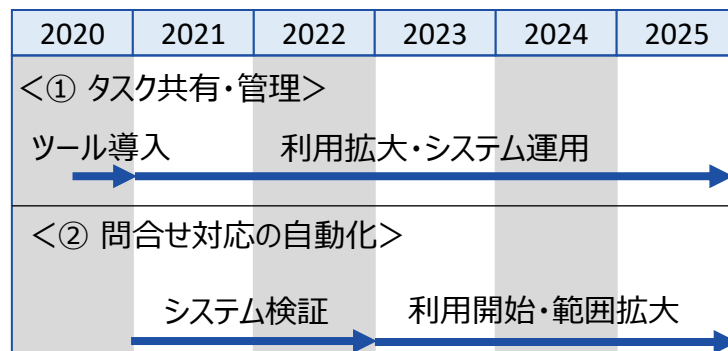 2020 2021 2022 2023 2024 2025
<① タスク共有・管理>
ツール導入 利用拡大・システム運用
<② 問合せ対応の自動化>
システム検証 利用開始・範囲拡大